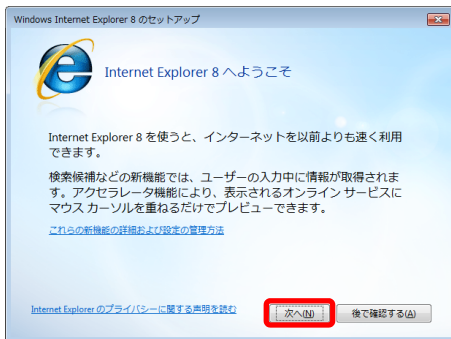 Windows Internet Explorer 8 のセットアップ
Internet Explorer 8 へようこそ
Internet Explorer 8 を使うと、インターネットを以前よりも速く利用
できます。
検索候補などの新機能では、ユーザーの入力中に情報が取得されま
す。アクセラレータ機能により、表示されるオンライン サービスに
マウス カーソルを重ねるだけでプレビューできます。
これらの新機能の詳細および設定の管理方法
Internet Explorer のプライバシーに関する声明を読む
次へ(N)
後で確認する(A)